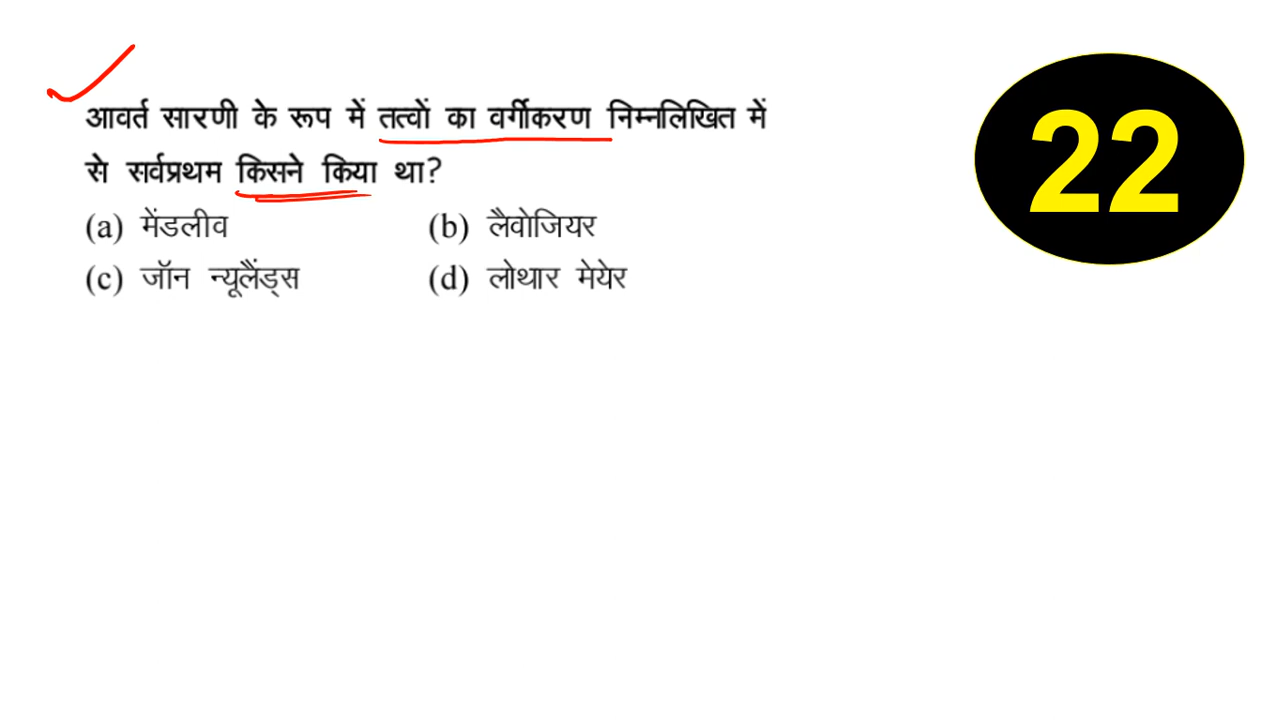 आवर्त सारणी के रूप में तत्वों का वर्गीकरण निम्नलिखित में
से सर्वप्रथम किसने किया था?
(a) मेंडलीव (b) लैवोजियर
(c) जॉन न्यूलैंड्स (d) लोथार मेयेर
22